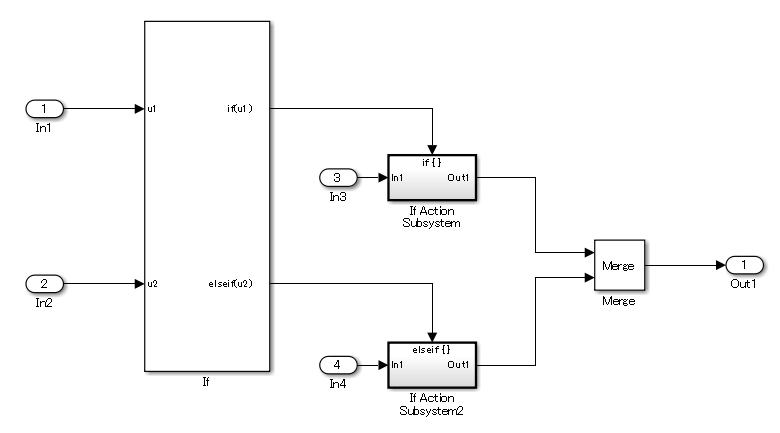 1
In1
2
In2
u1
if(u1)
u2
elseif(u2)
If
3
In3
if { }
In1
Out1
If Action
Subsystem
4
In4
elseif { }
In1
Out1
If Action
Subsystem2
Merge
Merge
1
Out1